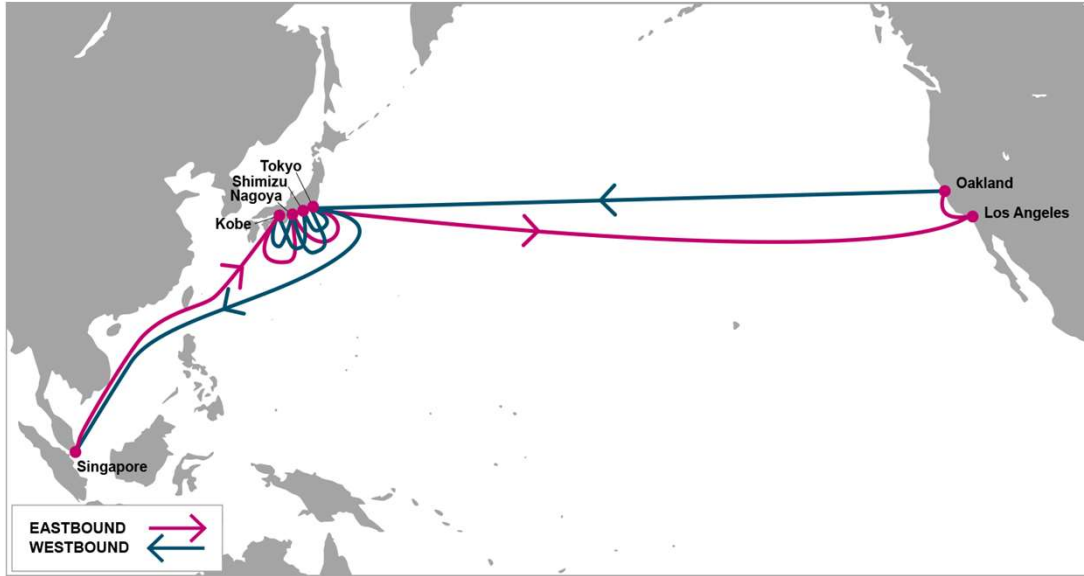 Tokyo
Shimizu
Nagoya
Kobe
Oakland
Los Angeles
Singapore
EASTBOUND
WESTBOUND